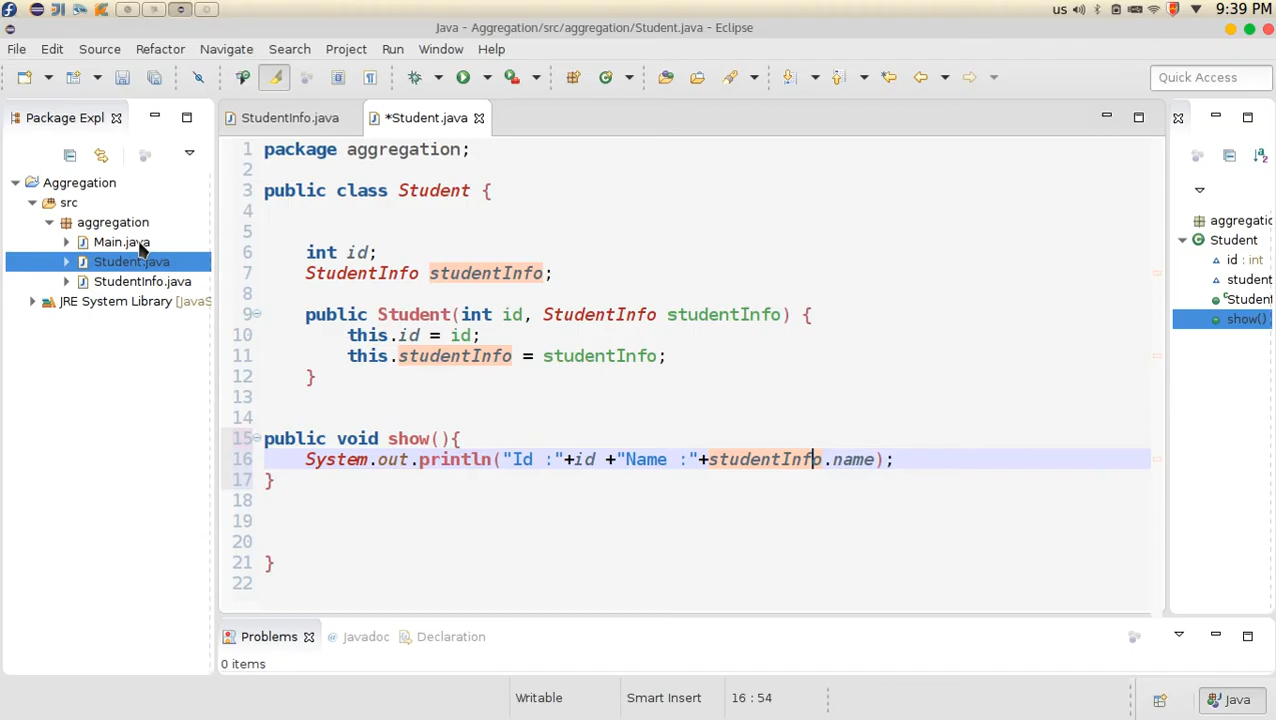 us 9:39 PM
Java - Aggregation/src/aggregation/Student.java - Eclipse
File Edit Source Refactor Navigate Search Project Run Window Help
Quick Access
Package Expl StudentInfo.java *Student.java
Aggregation
src
aggregation
Main.java
Student.java
StudentInfo.java
JRE System Library [JavaS
1 package aggregation;
2
3 public class Student {
4
5
6 int id;
7 StudentInfo studentInfo;
8
9 public Student(int id, StudentInfo studentInfo) {
10 this.id = id;
11 this.studentInfo = studentInfo;
12 }
13
14
15 public void show(){
16 System.out.println("Id :"+id +"Name :"+studentInfo.name);
17 }
18
19
20
21 }
22
aggregatic
Student
id : int
student
Student
show()
Problems @ Javadoc Declaration
0 items
Writable Smart Insert 16 : 54 Java